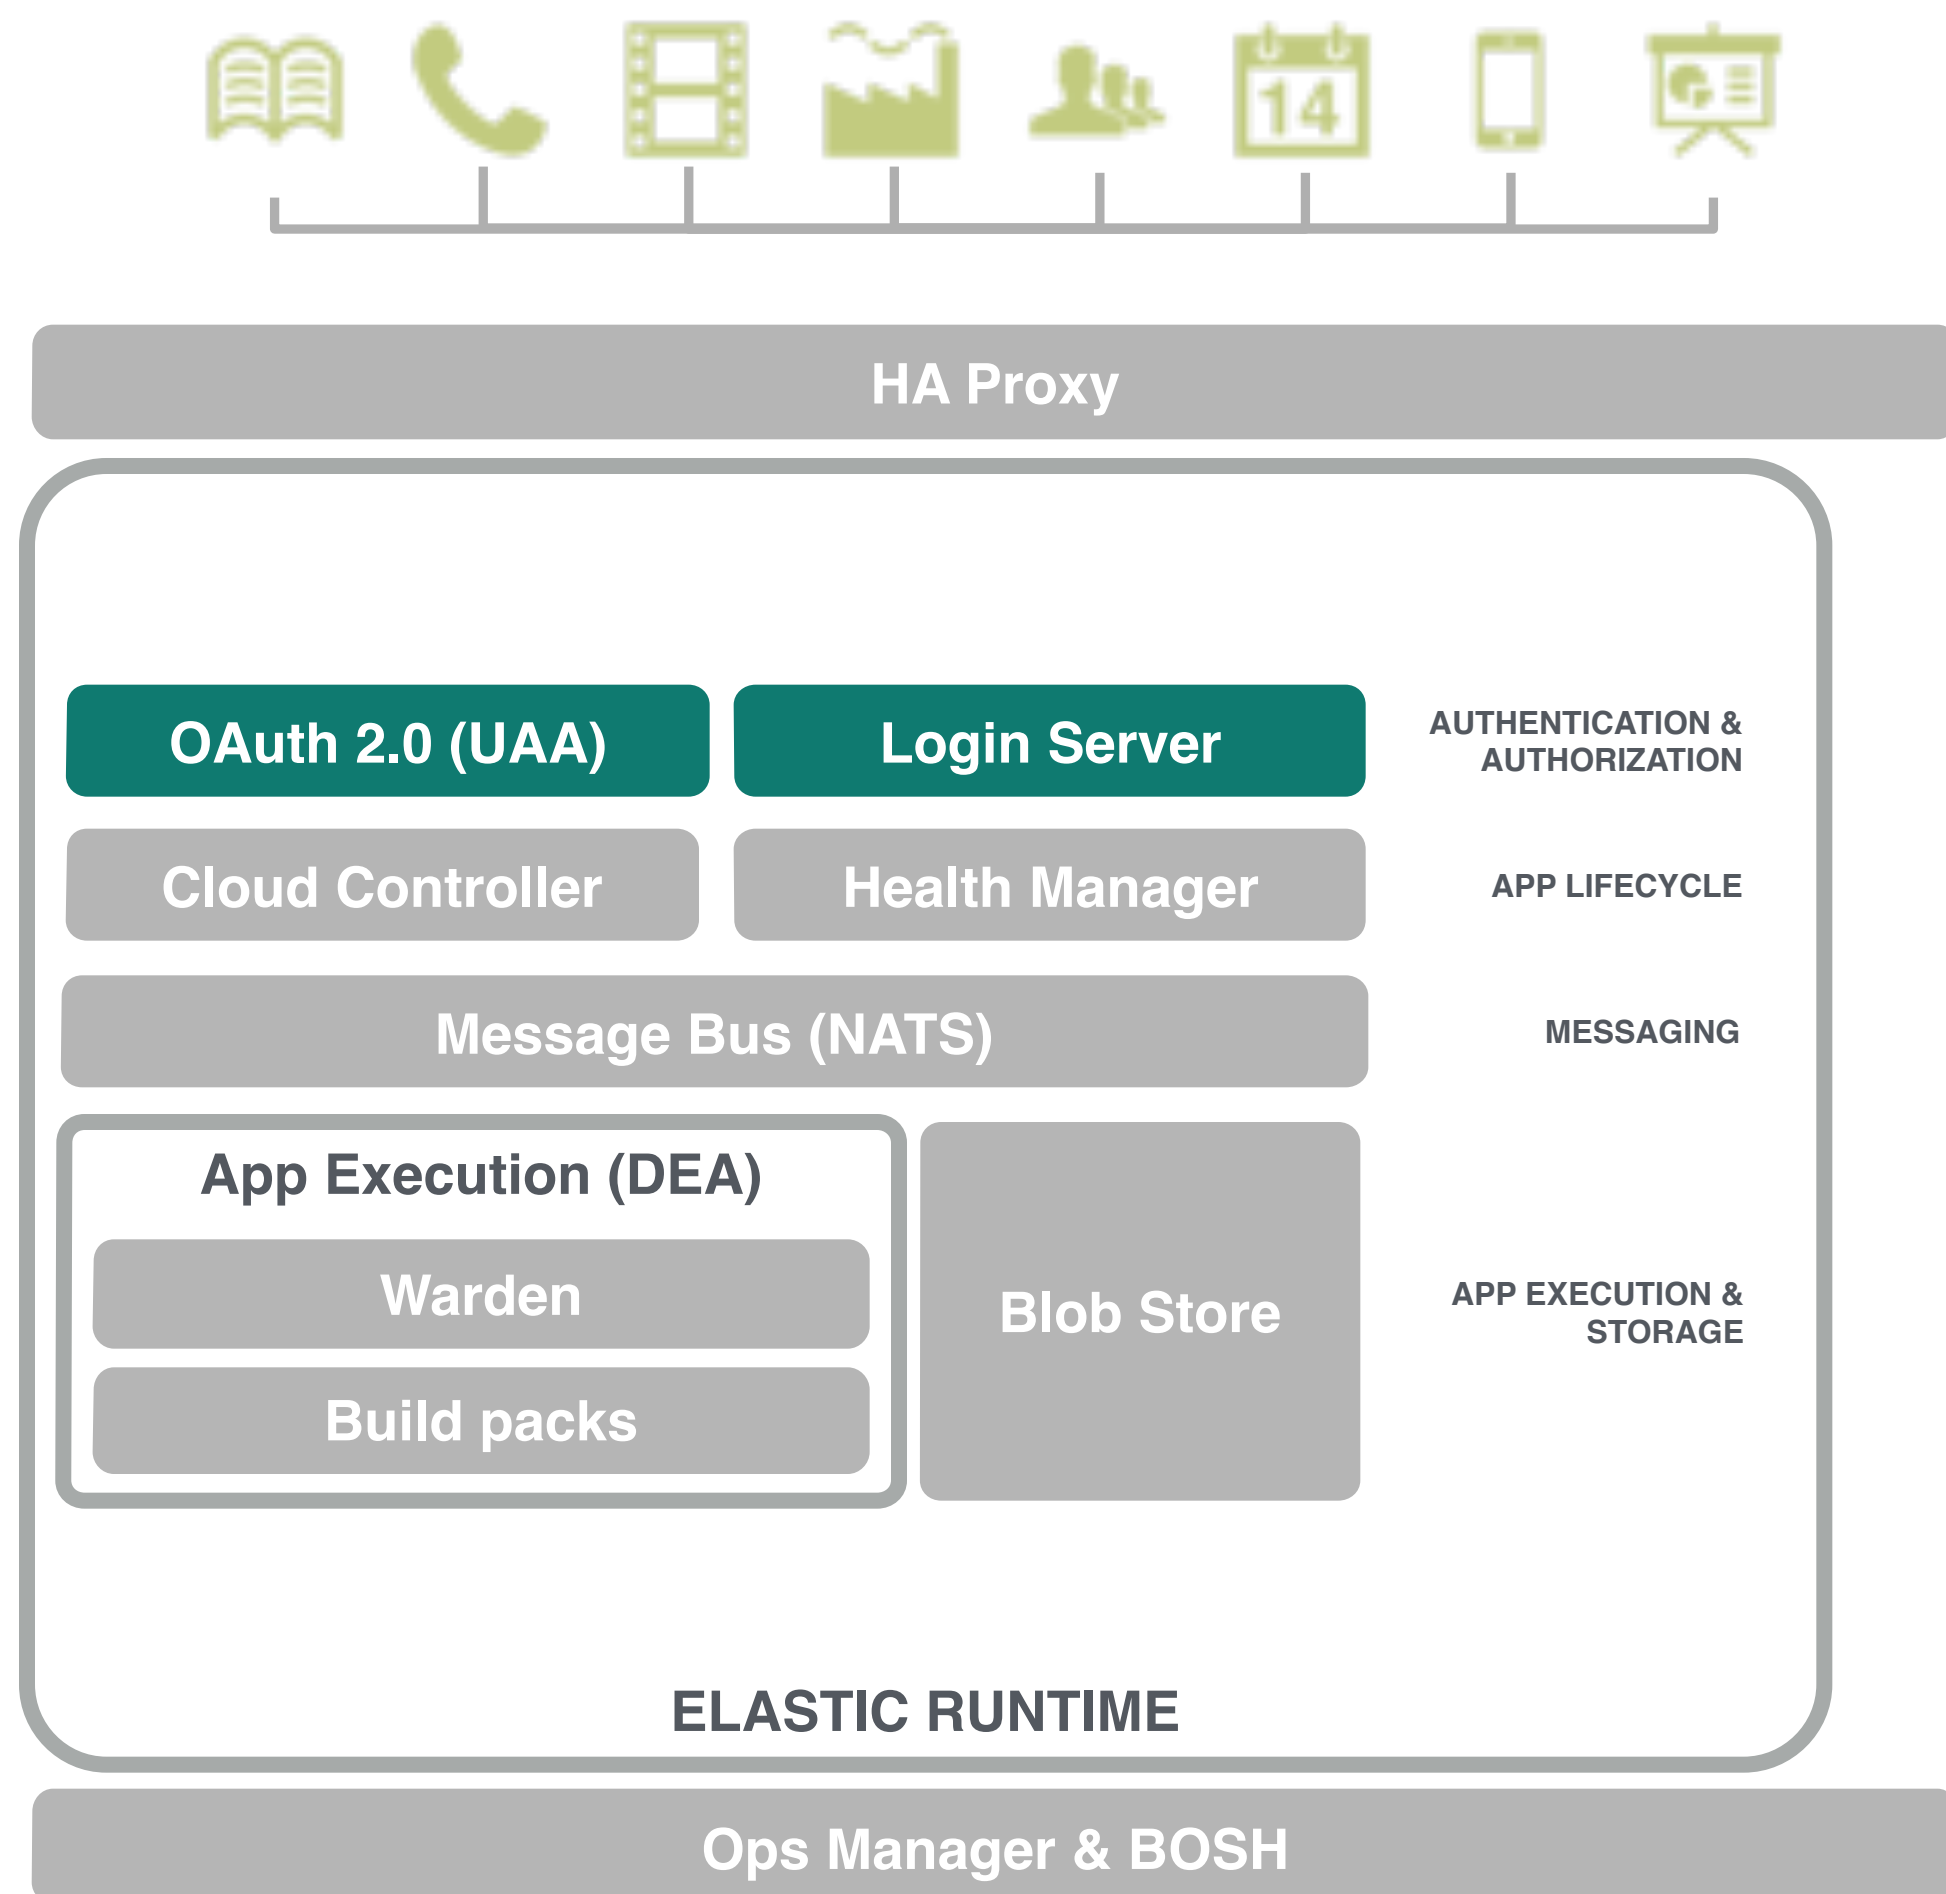 14
HA Proxy
OAuth 2.0 (UAA)
Login Server
AUTHENTICATION &
AUTHORIZATION
Cloud Controller
Health Manager
APP LIFECYCLE
Message Bus (NATS)
MESSAGING
App Execution (DEA)
Warden
Build packs
Blob Store
APP EXECUTION &
STORAGE
ELASTIC RUNTIME
Ops Manager & BOSH